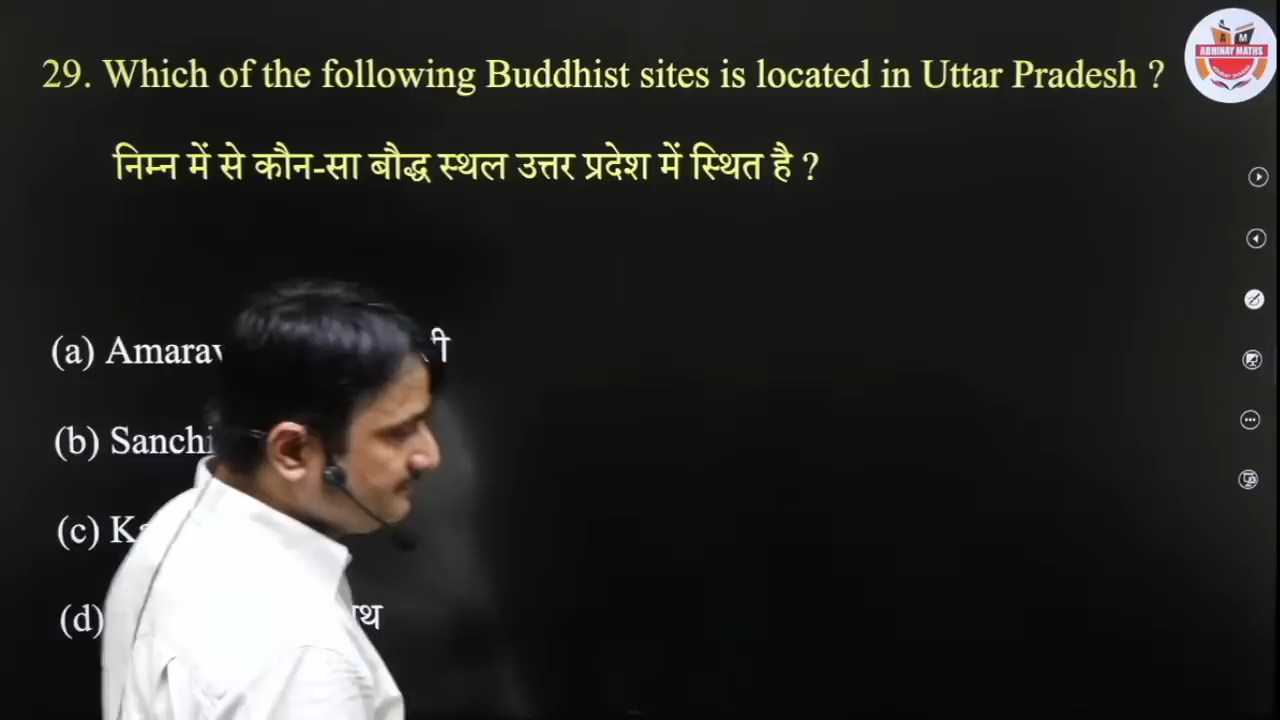 29. Which of the following Buddhist sites is located in Uttar Pradesh ?
निम्न में से कौन-सा बौद्ध स्थल उत्तर प्रदेश में स्थित है ?
(a)
(b) Sanchi
(c)
(d)
A M
ABHINAY MATHS